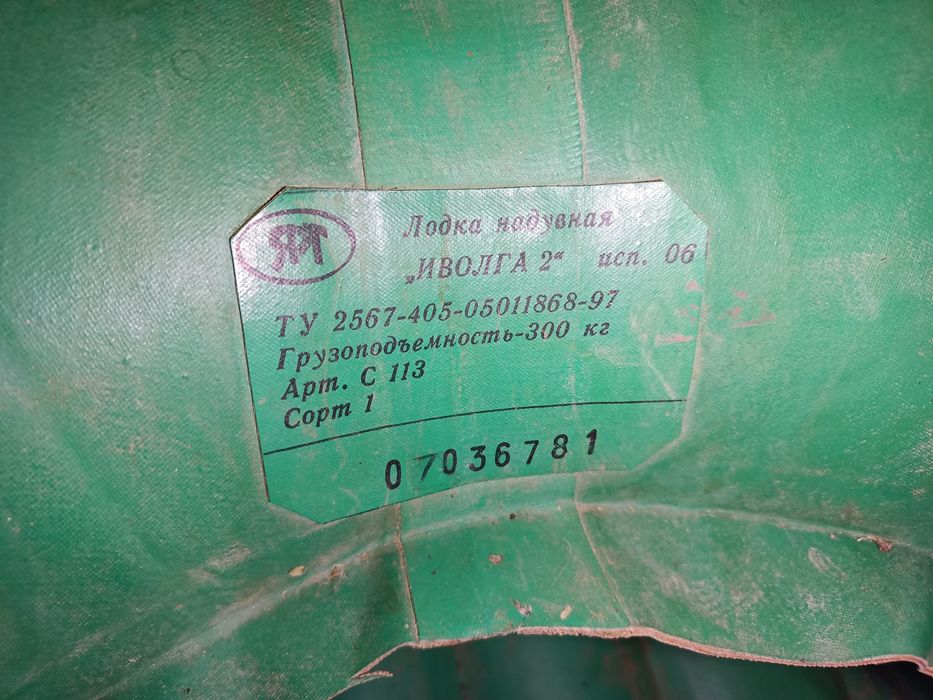 ЯРТ
Лодка надувная
„ИВОЛГА 2“ исп. 06
ТУ 2567-405-05011868-97
Грузоподъемность-300 кг
Арт. С 113
Сорт 1
07036781